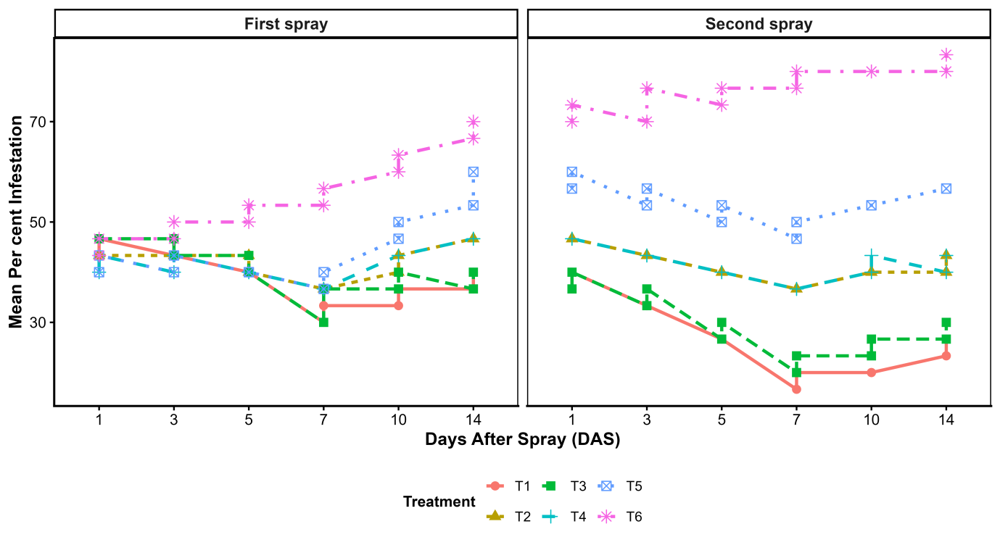 First spray Second spray
Mean Per cent Infestation
70
50
30
1 3 5 7 10 14 1 3 5 7 10 14
Days After Spray (DAS)
Treatment
T1 T3 T5
T2 T4 T6